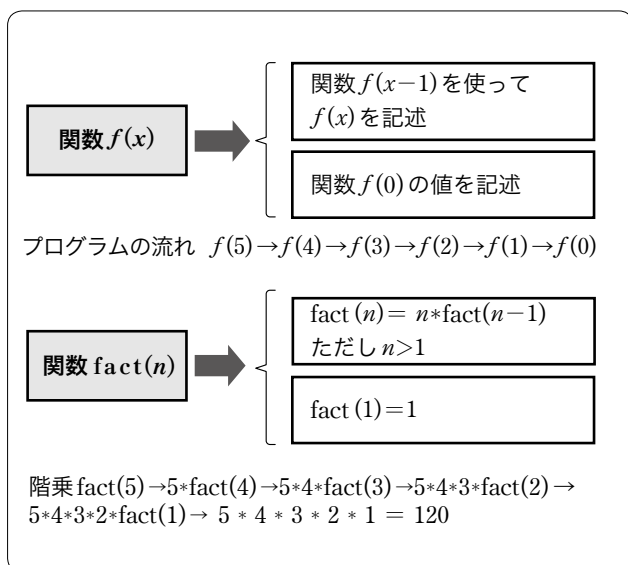 関数f(x)
関数f(x−1)を使って
f(x)を記述
関数f(0)の値を記述
プログラムの流れ f(5)→f(4)→f(3)→f(2)→f(1)→f(0)
関数fact(n)
fact(n)= n*fact(n−1)
ただしn>1
fact(1)=1
階乗fact(5)→5*fact(4)→5*4*fact(3)→5*4*3*fact(2)→
5*4*3*2*fact(1)→ 5 * 4 * 3 * 2 * 1 = 120